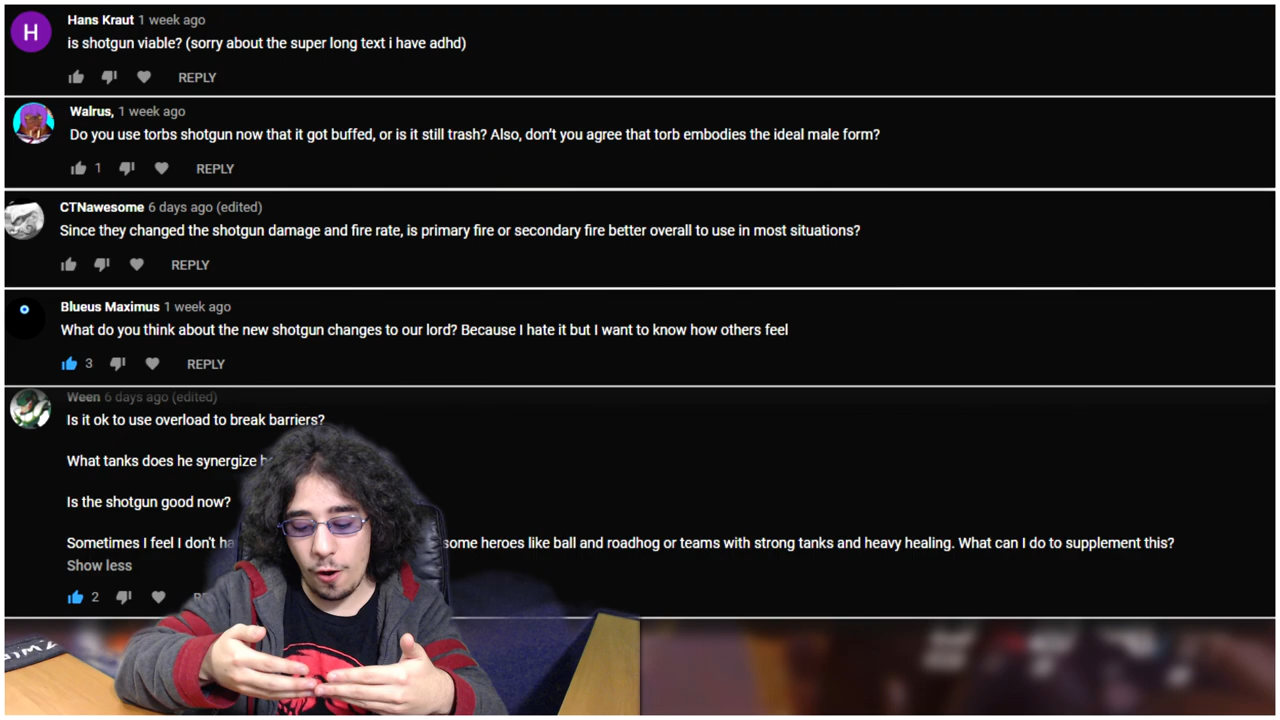 H
Hans Kraut 1 week ago
is shotgun viable? (sorry about the super long text i have adhd)
REPLY
Walrus, 1 week ago
Do you use torbs shotgun now that it got buffed, or is it still trash? Also, don't you agree that torb embodies the ideal male form?
1 REPLY
CTNawesome 6 days ago (edited)
Since they changed the shotgun damage and fire rate, is primary fire or secondary fire better overall to use in most situations?
REPLY
Blueus Maximus 1 week ago
What do you think about the new shotgun changes to our lord? Because I hate it but I want to know how others feel
3 REPLY
Ween 6 days ago (edited)
Is it ok to use overload to break barriers?
What tanks does he synergize
Is the shotgun good now?
Sometimes I feel I don't some heroes like ball and roadhog or teams with strong tanks and heavy healing. What can I do to supplement this?
Show less
2